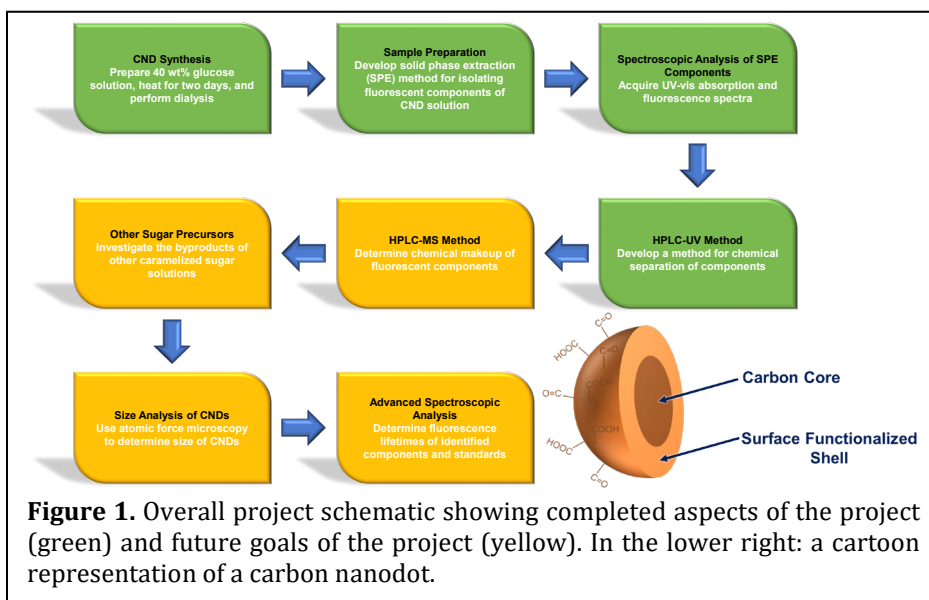 CND Synthesis
Prepare 40 wt% glucose
solution, heat for two days, and
perform dialysis
Sample Preparation
Develop solid phase extraction
(SPE) method for isolating
fluorescent components of
CND solution
Spectroscopic Analysis of SPE
Components
Acquire UV-vis absorption and
fluorescence spectra
Other Sugar Precursors
Investigate the byproducts of
other caramelized sugar
solutions
HPLC-MS Method
Determine chemical makeup of
fluorescent components
HPLC-UV Method
Develop a method for chemical
separation of components
Size Analysis of CNDs
Use atomic force microscopy
to determine size of CNDs
Advanced Spectroscopic
Analysis
Determine fluorescence
lifetimes of identified
components and standards
C=O
C=O
HOOC
COOH
O=C
COOH
HOOC
C=O
Carbon Core
Surface Functionalized
Shell
Figure 1. Overall project schematic showing completed aspects of the project
(green) and future goals of the project (yellow). In the lower right: a cartoon
representation of a carbon nanodot.